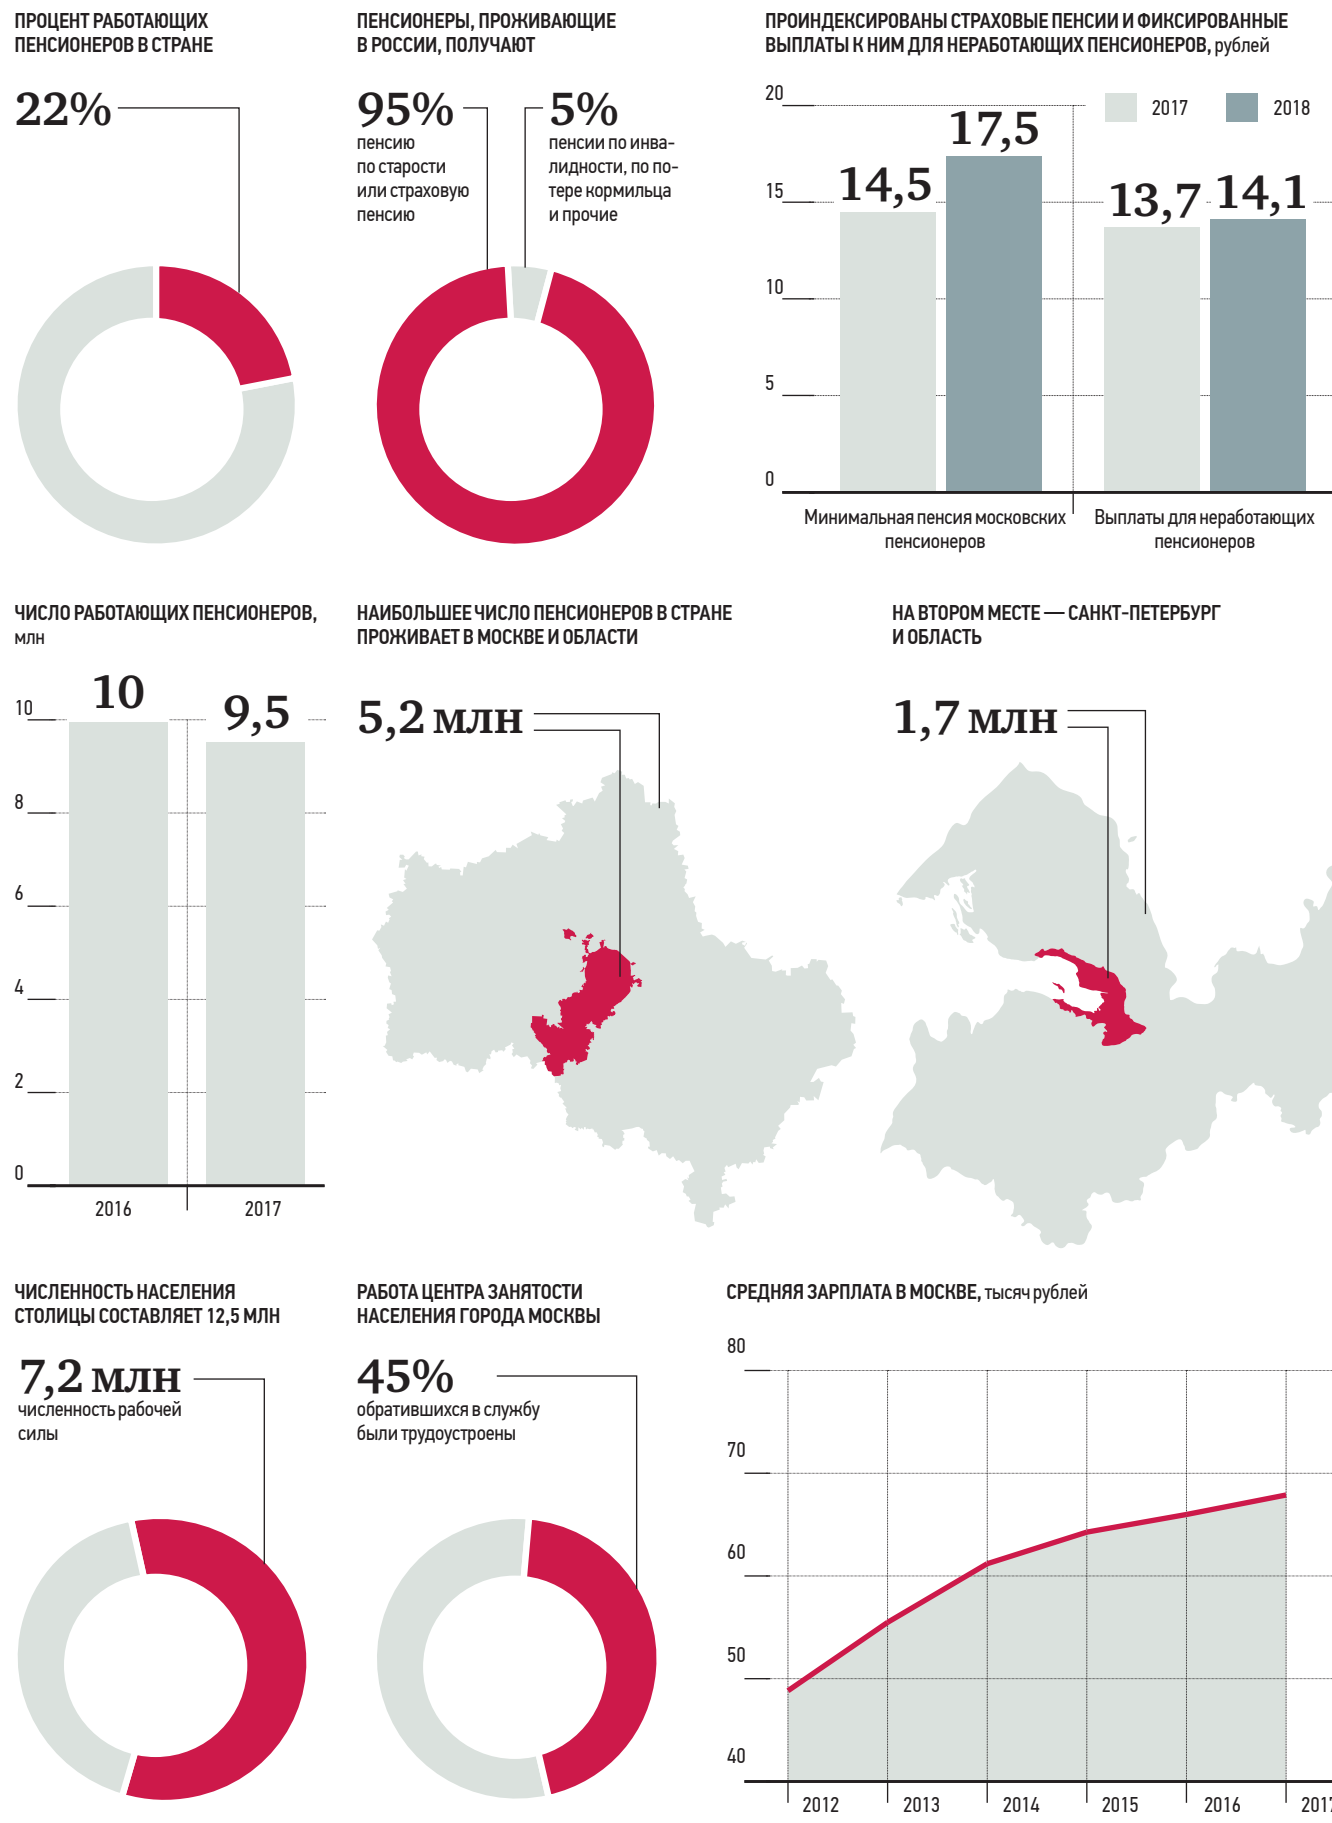 ПРОЦЕНТ РАБОТАЮЩИХ
ПЕНСИОНЕРОВ В СТРАНЕ
22%
ПЕНСИОНЕРЫ, ПРОЖИВАЮЩИЕ
В РОССИИ, ПОЛУЧАЮТ
95%
пенсию
по старости
или страховую
пенсию
5%
пенсии по инва-
лидности, по по-
тере кормильца
и прочие
ПРОИНДЕКСИРОВАНЫ СТРАХОВЫЕ ПЕНСИИ И ФИКСИРОВАННЫЕ
ВЫПЛАТЫ К НИМ ДЛЯ НЕРАБОТАЮЩИХ ПЕНСИОНЕРОВ, рублей
2017
2018
20
15
10
5
0
14,5
17,5
13,7
14,1
Минимальная пенсия московских
пенсионеров
Выплаты для неработающих
пенсионеров
ЧИСЛО РАБОТАЮЩИХ ПЕНСИОНЕРОВ,
млн
10
8
6
4
2
0
10
9,5
2016
2017
НАИБОЛЬШЕЕ ЧИСЛО ПЕНСИОНЕРОВ В СТРАНЕ
ПРОЖИВАЕТ В МОСКВЕ И ОБЛАСТИ
5,2 млн
НА ВТОРОМ МЕСТЕ — САНКТ-ПЕТЕРБУРГ
И ОБЛАСТЬ
1,7 млн
ЧИСЛЕННОСТЬ НАСЕЛЕНИЯ
СТОЛИЦЫ СОСТАВЛЯЕТ 12,5 МЛН
7,2 млн
численность рабочей
силы
РАБОТА ЦЕНТРА ЗАНЯТОСТИ
НАСЕЛЕНИЯ ГОРОДА МОСКВЫ
45%
обратившихся в службу
были трудоустроены
СРЕДНЯЯ ЗАРПЛАТА В МОСКВЕ, тысяч рублей
80
70
60
50
40
2012
2013
2014
2015
2016
2017